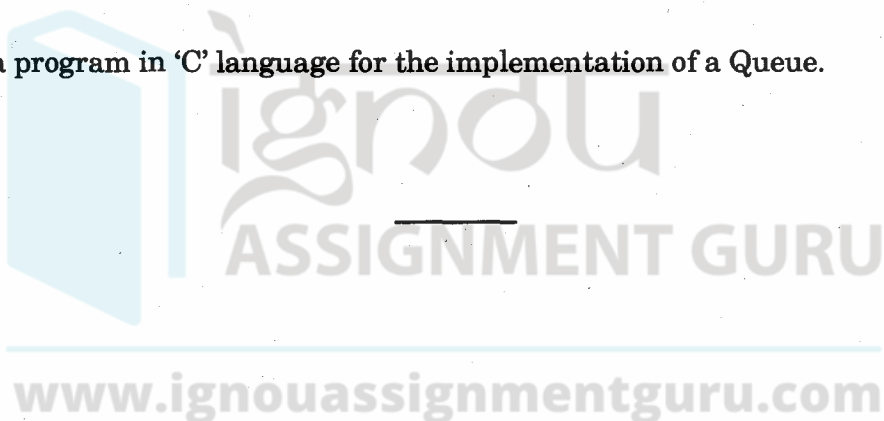 a program in ‘C’ language for the implementation of a Queue.
ignou
ASSIGNMENT GURU
www.ignouassignmentguru.com